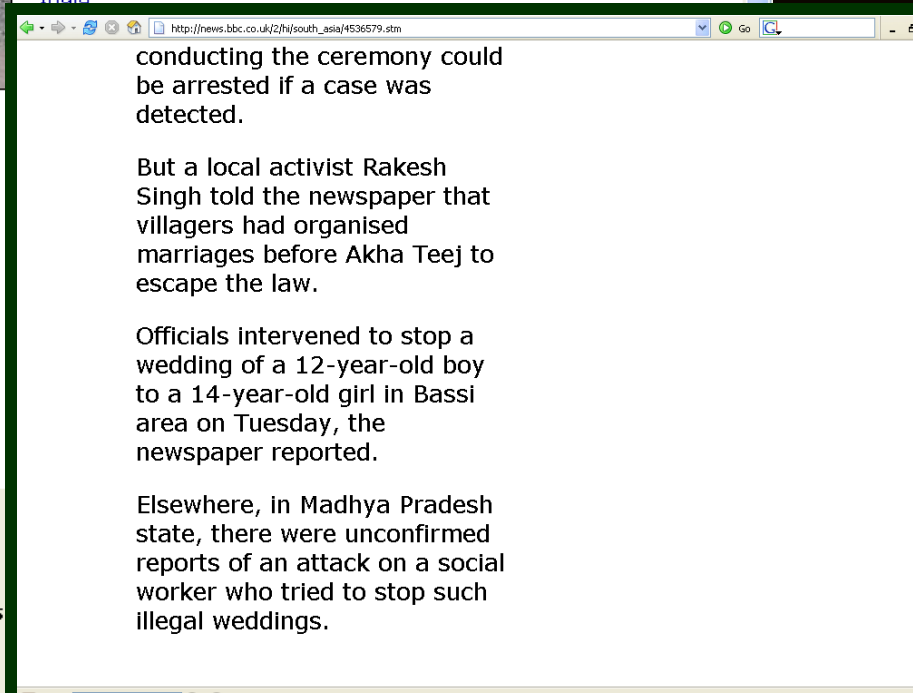 http://news.bbc.co.uk/2/hi/south_asia/4536579.stm
Go
conducting the ceremony could
be arrested if a case was
detected.
But a local activist Rakesh
Singh told the newspaper that
villagers had organised
marriages before Akha Teej to
escape the law.
Officials intervened to stop a
wedding of a 12-year-old boy
to a 14-year-old girl in Bassi
area on Tuesday, the
newspaper reported.
Elsewhere, in Madhya Pradesh
state, there were unconfirmed
reports of an attack on a social
worker who tried to stop such
illegal weddings.